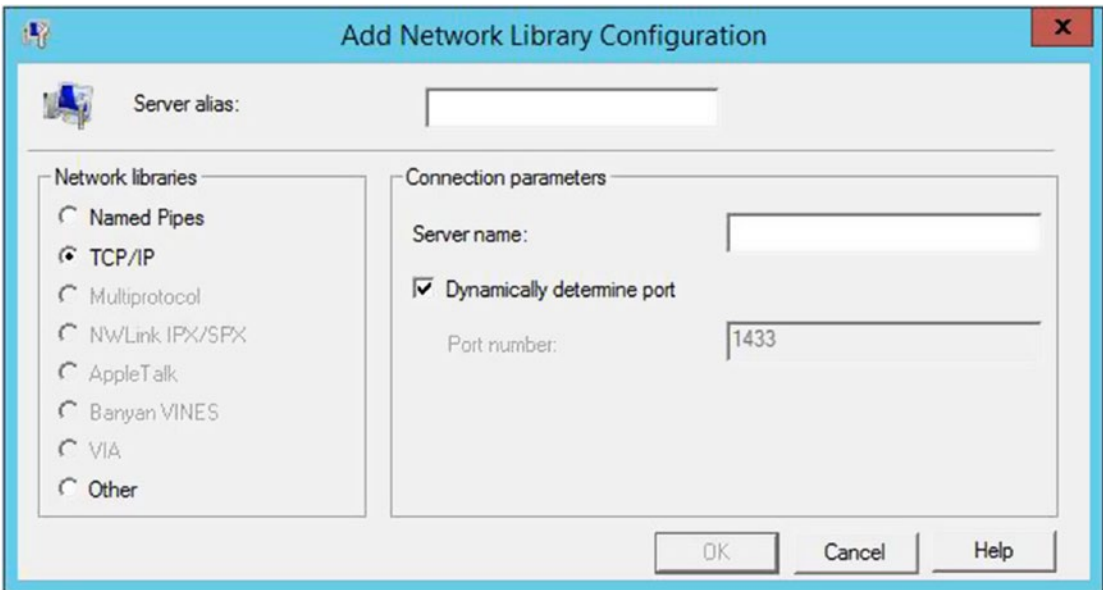 Add Network Library Configuration
x
Server alias:
Network libraries
Named Pipes
TCP/IP
Multiprotocol
NWLink IPX/SPX
AppleTalk
Banyan VINES
VIA
Other
Connection parameters
Server name:
Dynamically determine port
Port number: 1433
OK Cancel Help